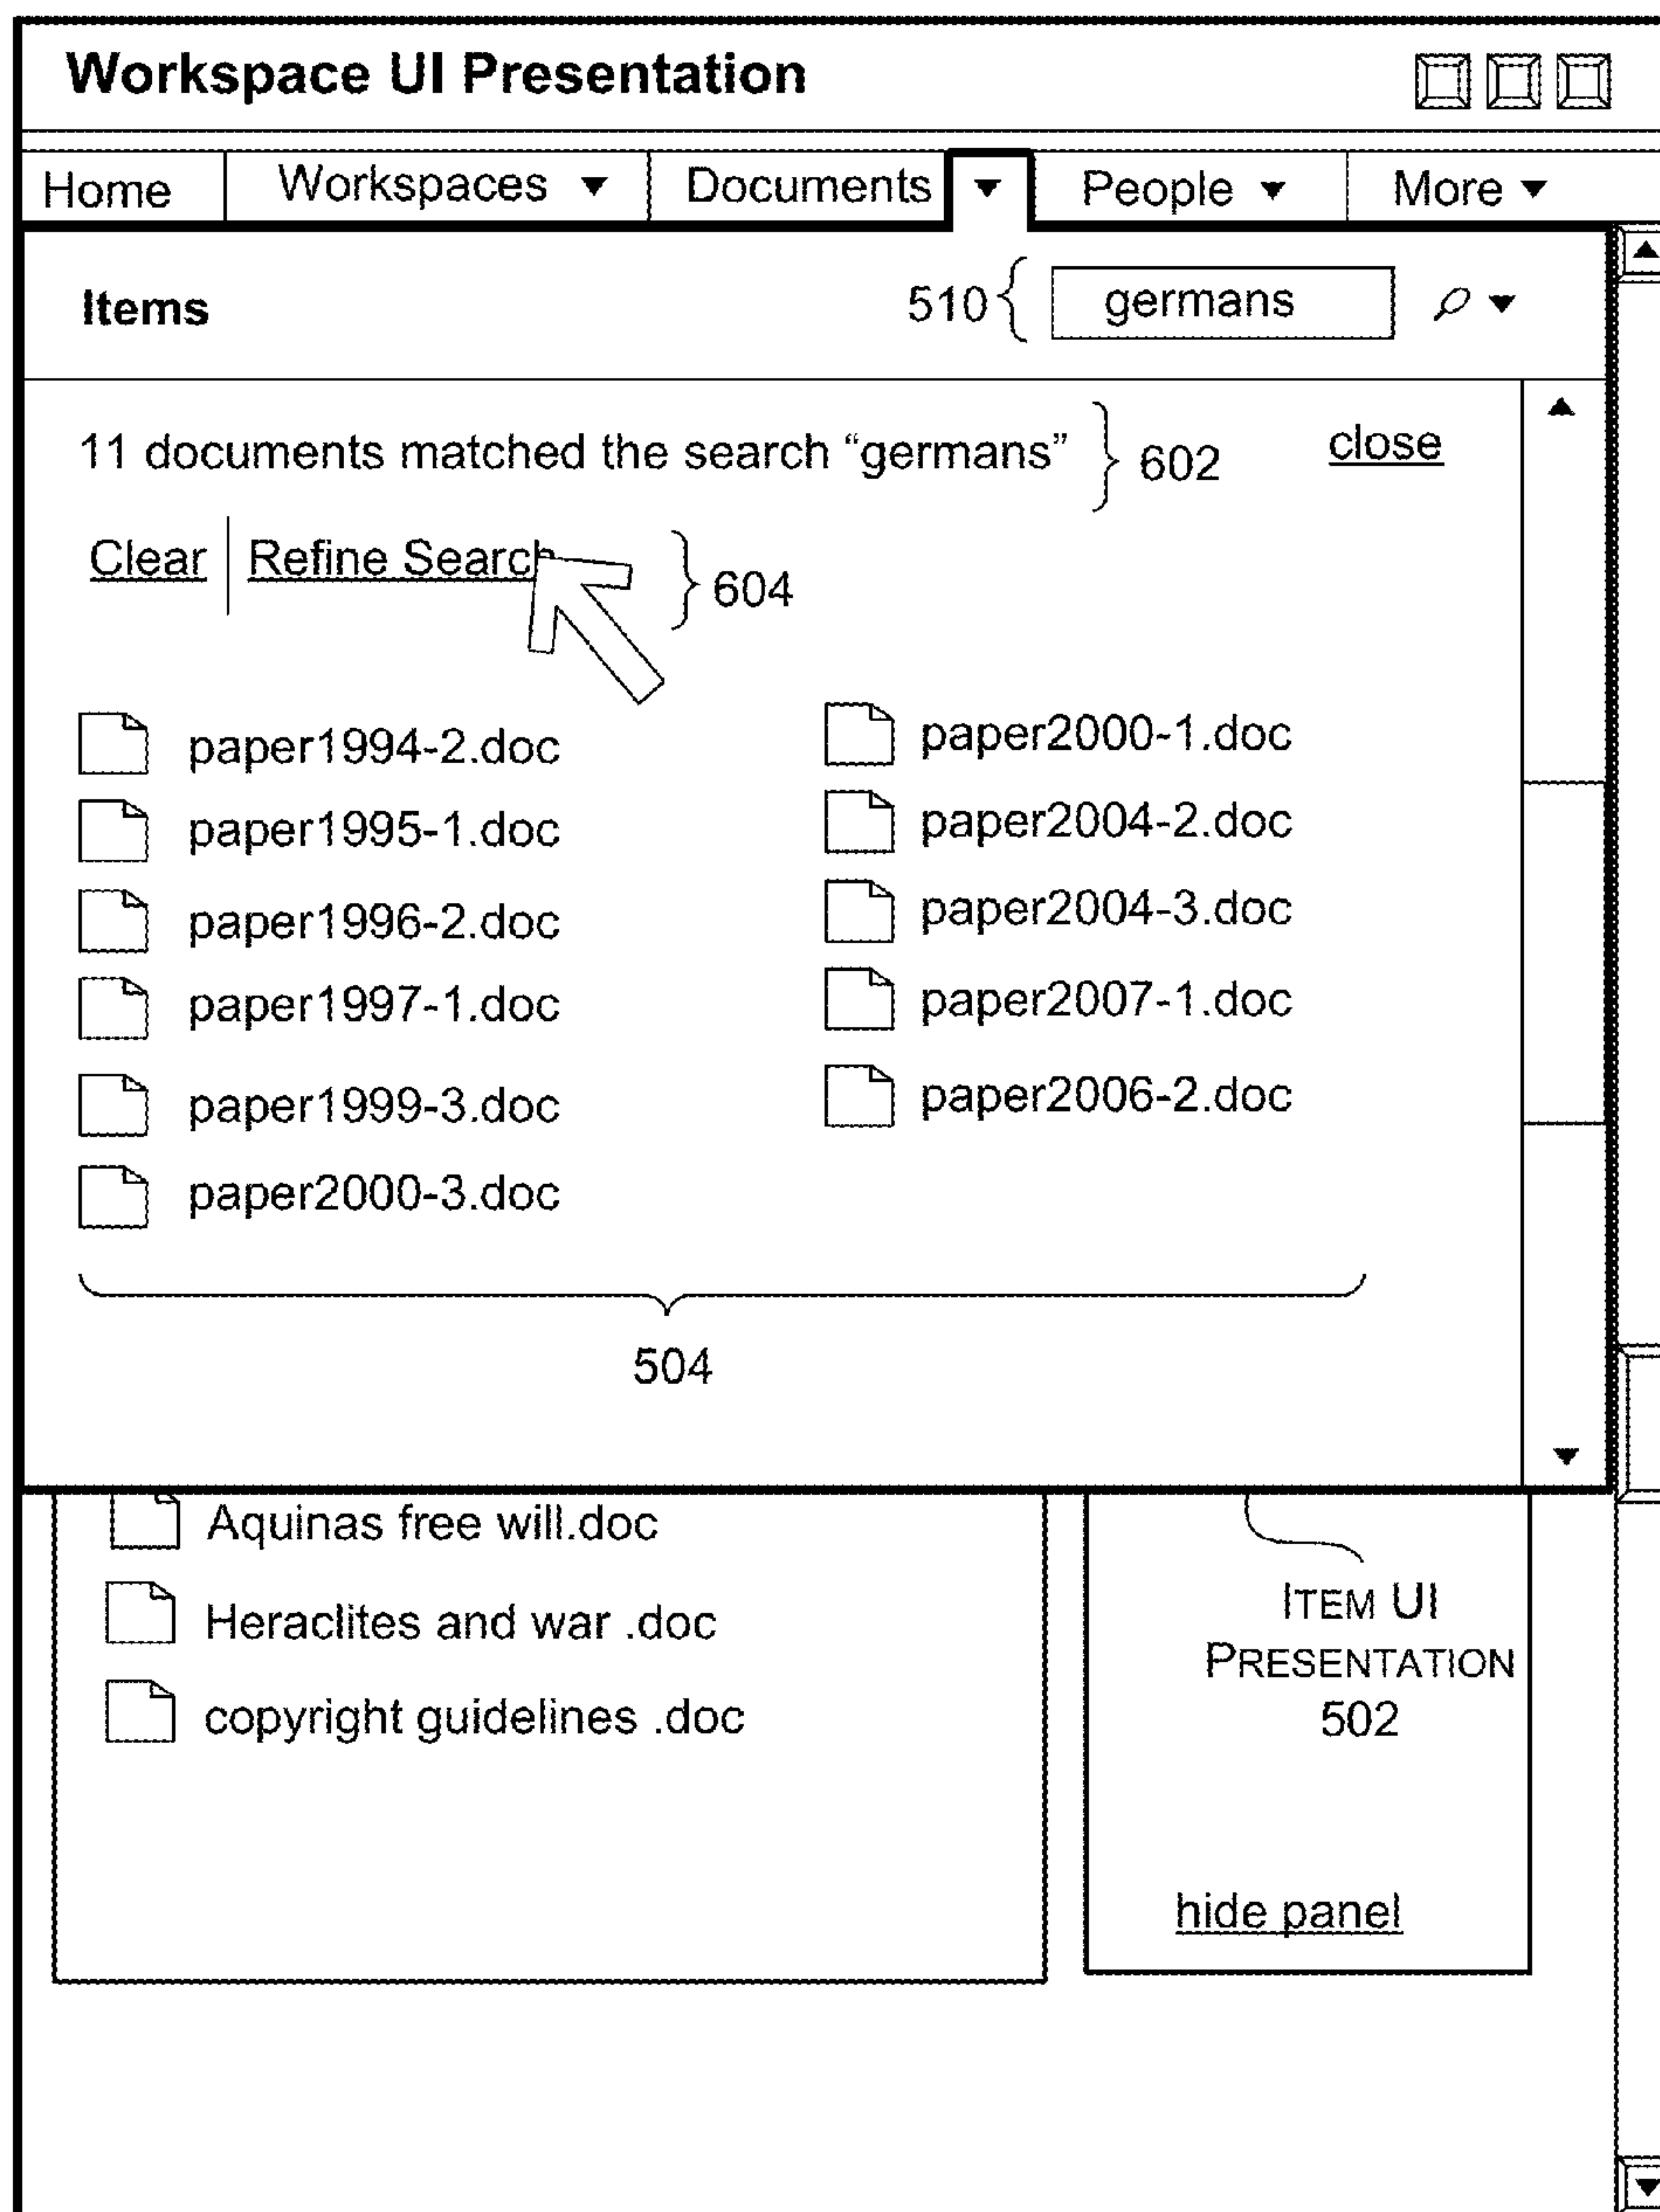 Workspace UI Presentation
Home Workspaces Documents People More
Items 510 germans
11 documents matched the search “germans” 602 close
Clear Refine Search 604
paper1994-2.doc paper2000-1.doc
paper1995-1.doc paper2004-2.doc
paper1996-2.doc paper2004-3.doc
paper1997-1.doc paper2007-1.doc
paper1999-3.doc paper2006-2.doc
paper2000-3.doc
504
Aquinas free will.doc
Heraclites and war .doc
copyright guidelines .doc
ITEM UI
PRESENTATION
502
hide panel